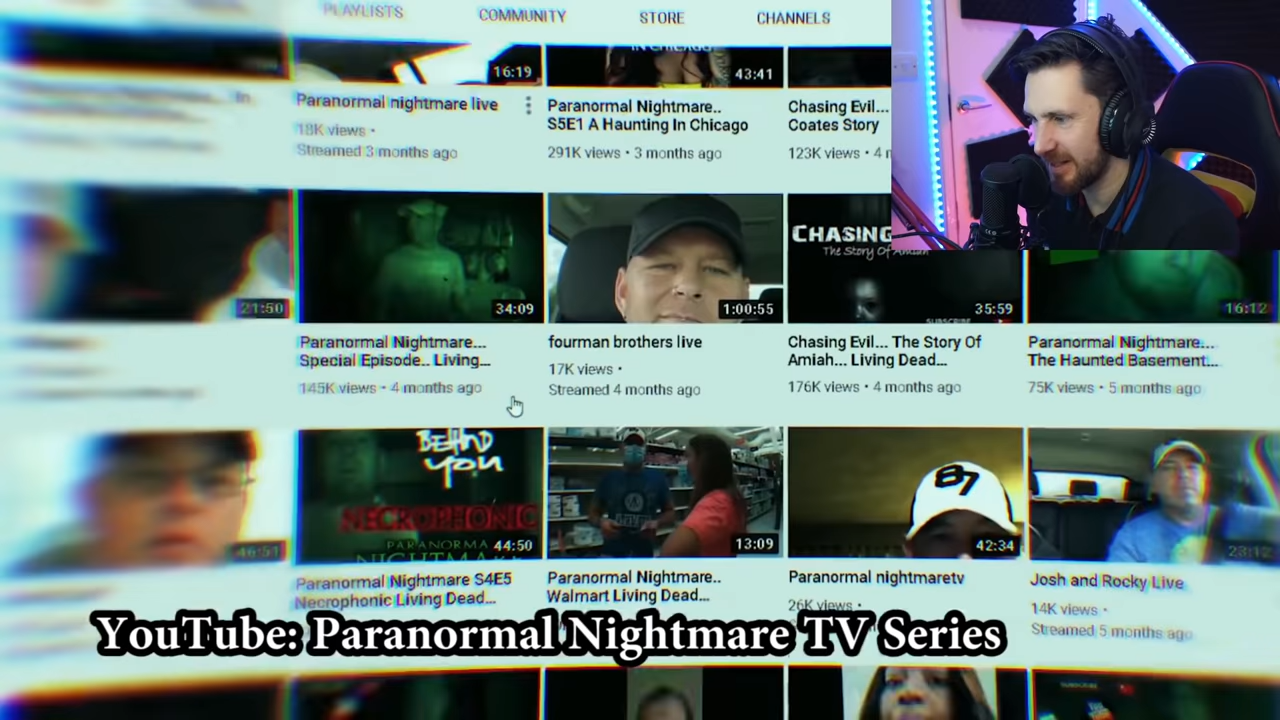 PLAYLISTS
COMMUNITY
STORE
CHANNELS
16:19
43:41
Paranormal nightmare live
18K views •
Streamed 3 months ago
Paranormal Nightmare..
S5E1 A Haunting In Chicago
291K views • 3 months ago
Chasing Evil...
Coates Story
123K views • 4 m
21:50
34:09
1:00:55
CHASING
The Story Of Amiah
SUBSCRIBE
35:59
16:12
Paranormal Nightmare...
Special Episode.. Living...
145K views • 4 months ago
fourman brothers live
17K views •
Streamed 4 months ago
Chasing Evil... The Story Of
Amiah... Living Dead...
176K views • 4 months ago
Paranormal Nightmare...
The Haunted Basement...
75K views • 5 months ago
46:51
BEHIND
YOU
NECROPHONIC
PARANORMA
NIGHTMA
44:50
13:09
87
42:34
23:12
Paranormal Nightmare S4E5
Necrophonic Living Dead...
Paranormal Nightmare..
Walmart Living Dead...
Paranormal nightmaretv
26K views •
Josh and Rocky Live
14K views •
Streamed 5 months ago
YouTube: Paranormal Nightmare TV Series